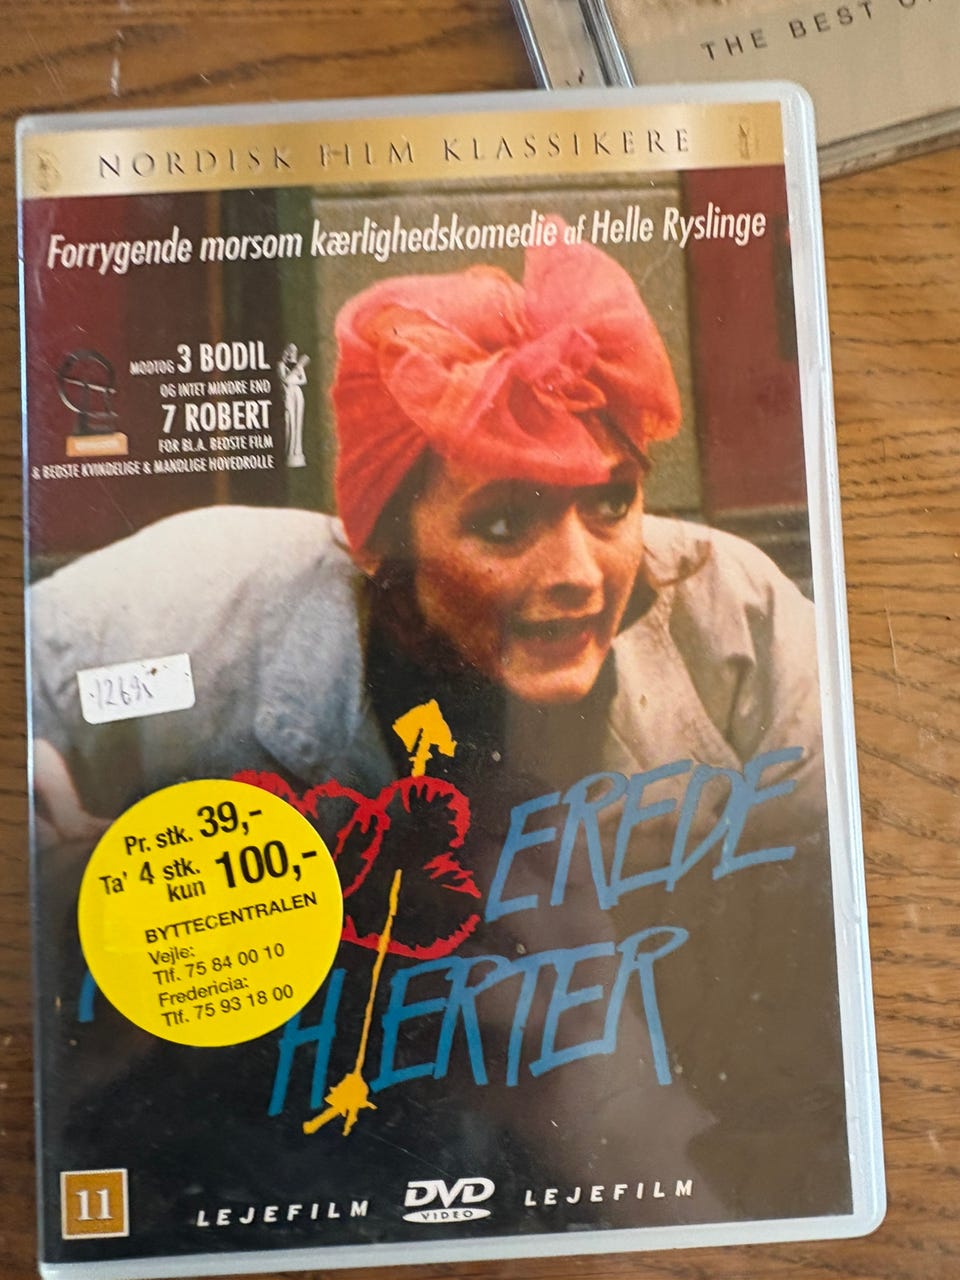 THE BEST O
NORDISK FILM KLASSIKERE
Forrygende morsom kærlighedskomedie af Helle Ryslinge
MODTOG 3 BODIL
OG INTET MINDRE END
7 ROBERT
FOR BL.A. BEDSTE FILM
& BEDSTE KVINDELIGE & MANDLIGE HOVEDROLLE
EREDE
HJERTER
Pr. stk. 39,-
Ta' 4 stk.
kun 100,-
BYTTECENTRALEN
Vejle:
Tlf. 75 84 00 10
Fredericia:
Tlf. 75 93 18 00
11
LEJEFILM DVD VIDEO LEJEFILM